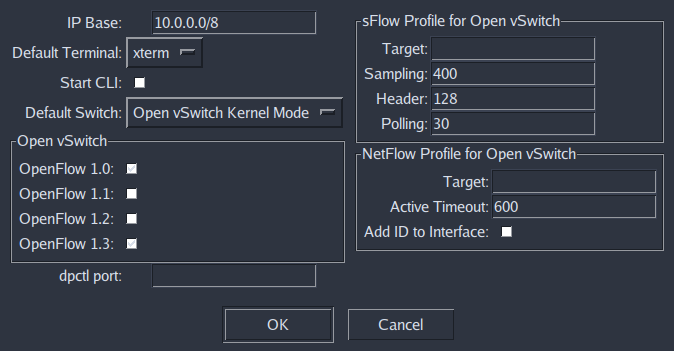 IP Base: 10.0.0.0/8
Default Terminal: xterm
Start CLI:
Default Switch: Open vSwitch Kernel Mode
Open vSwitch
OpenFlow 1.0:
OpenFlow 1.1:
OpenFlow 1.2:
OpenFlow 1.3:
dpctl port:
sFlow Profile for Open vSwitch
Target:
Sampling: 400
Header: 128
Polling: 30
NetFlow Profile for Open vSwitch
Target:
Active Timeout: 600
Add ID to Interface:
OK Cancel